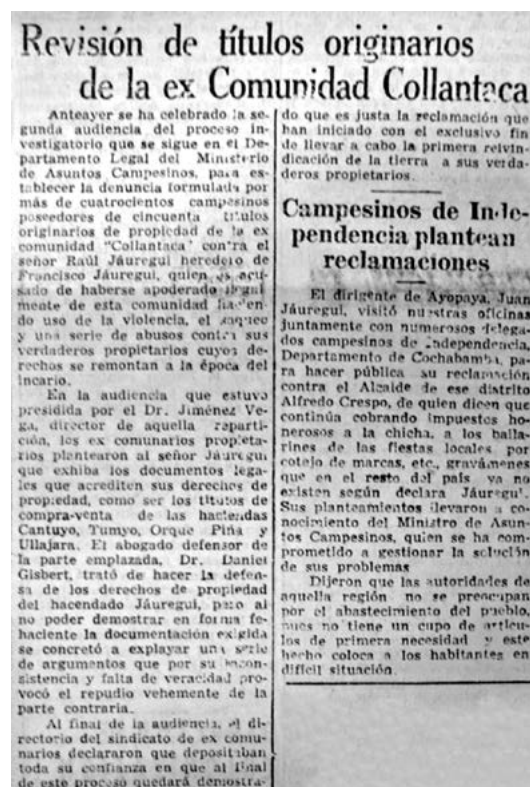 Revisión de títulos originarios
de la ex Comunidad Collantaca
Anteayer se ha celebrado la se-
gunda audiencia del proceso in-
vestigatorio que se sigue en el De-
partamento Legal del Ministerio
de Asuntos Campesinos, para es-
tablecer la denuncia formulada por
más de cuatrocientos campesinos
poseedores de cincuenta títulos
originarios de propiedad de la ex
comunidad "Collantaca" contra el
señor Raúl Jáuregui heredero de
Francisco Jáuregui, quien es acu-
sado de haberse apoderado ilegal
mente de esta comunidad haciendo
uso de la violencia, el saqueo
y una serie de abusos contra sus
verdaderos propietarios cuyos de-
rechos se remontan a la época del
incario.
En la audiencia que estuvo
presidida por el Dr. Jiménez Ve-
ga, director de aquella reparti-
ción, los ex comunarios propieta-
rios plantearon al señor Jáuregui
que exhiba los documentos lega-
les que acrediten sus derechos de
propiedad, como ser los títulos de
compra-venta de las haciendas
Cantuyo, Tumyo, Orque Piña y
Ullajara. El abogado defensor de
la parte emplazada, Dr. Daniel
Gisbert, trató de hacer la defen-
sa de los derechos de propiedad
del hacendado Jáuregui, pero al
no poder demostrar en forma fe-
haciente la documentación exigida
se concretó a explayar una serie
de argumentos que por su incon-
sistencia y falta de veracidad pro-
vocó el repudio vehemente de la
parte contraria.
Al final de la audiencia, el di-
rectorio del sindicato de ex comu-
narios declararon que depositaban
toda su confianza en que al final
de este proceso quedará demostra-
do que es justa la reclamación que
han iniciado con el exclusivo fin
de llevar a cabo la primera reivin-
dicación de la tierra a sus verda-
deros propietarios.
Campesinos de Inde-
pendencia plantean
reclamaciones
El dirigente de Ayopaya, Juan
Jáuregui, visitó nuestras oficinas
juntamente con numerosos delega-
dos campesinos de Independencia,
Departamento de Cochabamba, pa-
ra hacer pública su reclamación
contra el Alcalde de ese distrito
Alfredo Crespo, de quien dicen que
continúa cobrando impuestos ho-
nerosos a la chicha, a los baila-
rines de las fiestas locales por
cotejo de marcas, etc., gravámenes
que en el resto del país ya no
existen según declara Jáuregui.
Sus planteamientos llevaron a co-
nocimiento del Ministro de Asun-
tos Campesinos, quien se ha com-
prometido a gestionar la solución
de sus problemas
Dijeron que las autoridades de
aquella región no se preocupan
por el abastecimiento del pueblo,
pues no tiene un cupo de artícu-
los de primera necesidad y este
hecho coloca a los habitantes en
difícil situación.